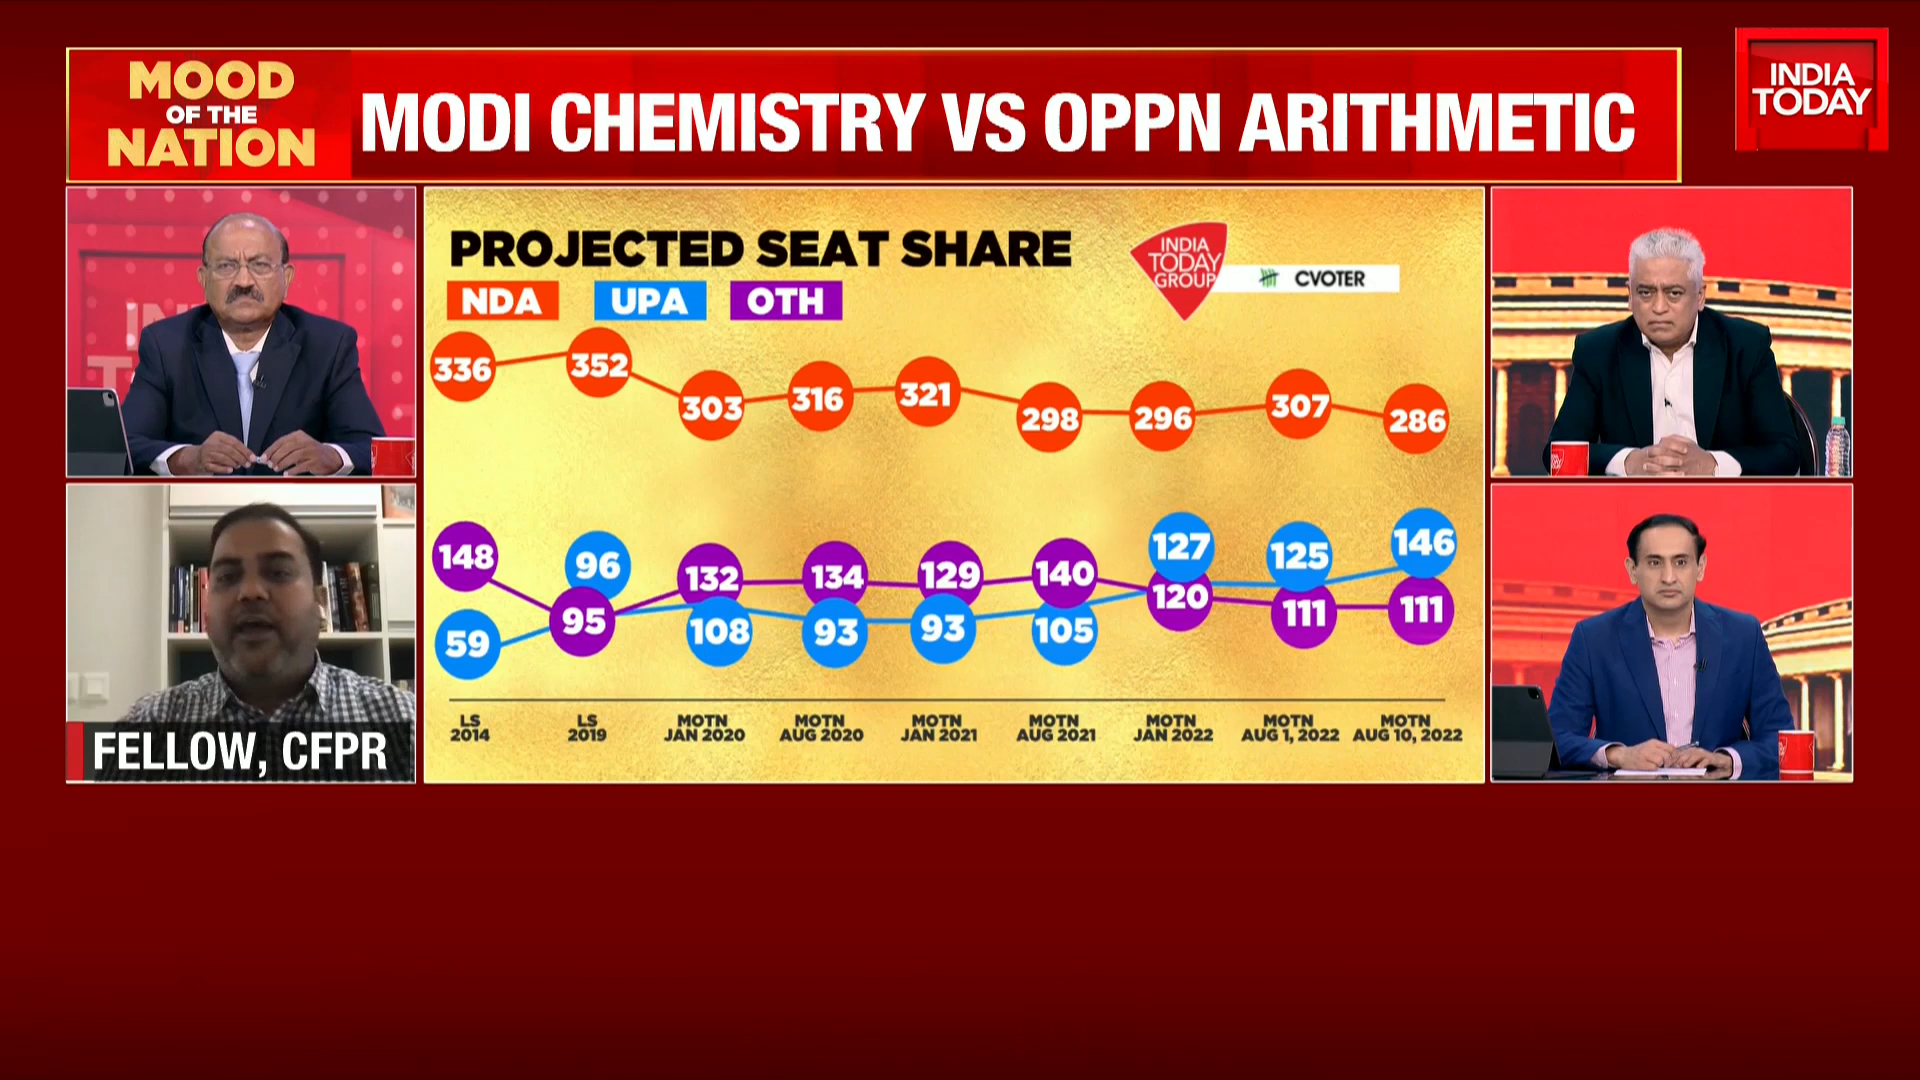 MOOD
OF THE
NATION
MODI CHEMISTRY VS OPPN ARITHMETIC
INDIA
TODAY
PROJECTED SEAT SHARE
INDIA
TODAY
GROUP
CVOTER
NDA UPA OTH
336 352 303 316 321 298 296 307 286
148 96 132 134 129 140 127 125 146
59 95 108 93 93 105 120 111 111
LS MOTN
2014
LS
2019
MOTN
JAN 2020
MOTN
AUG 2020
MOTN
JAN 2021
MOTN
AUG 2021
MOTN
JAN 2022
MOTN
AUG 1, 2022
MOTN
AUG 10, 2022
FELLOW, CFPR